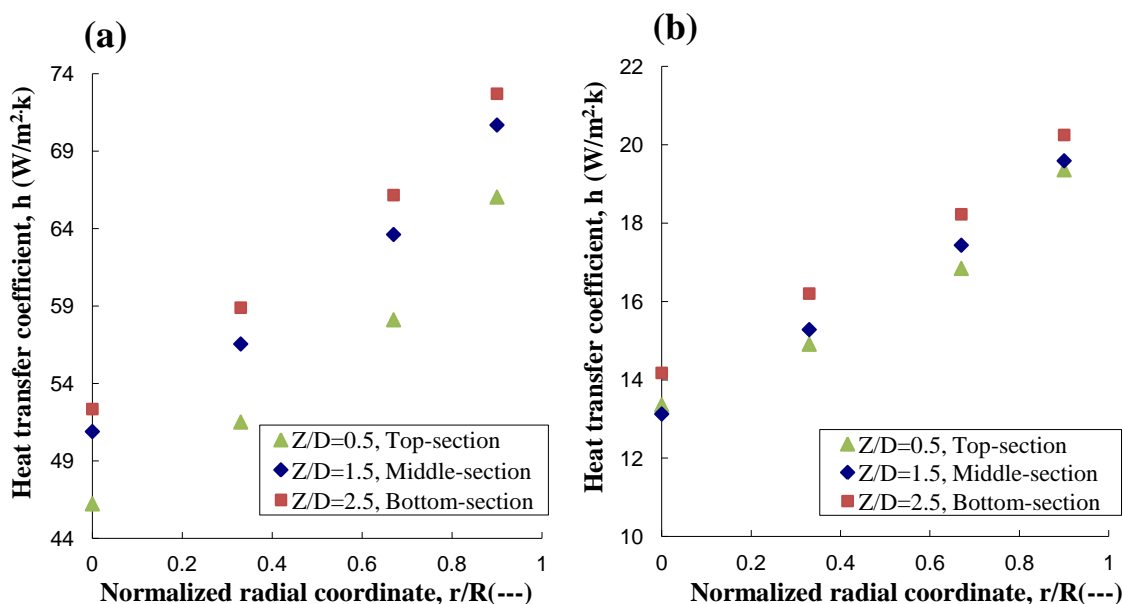 (a)
Heat transfer coefficient, h (W/m²·k)
74
69
64
59
54
49
44
Z/D=0.5, Top-section
Z/D=1.5, Middle-section
Z/D=2.5, Bottom-section
0 0.2 0.4 0.6 0.8 1
Normalized radial coordinate, r/R(---)
(b)
Heat transfer coefficient, h (W/m²·k)
22
20
18
16
14
12
10
Z/D=0.5, Top-section
Z/D=1.5, Middle-section
Z/D=2.5, Bottom-section
0 0.2 0.4 0.6 0.8 1
Normalized radial coordinate, r/R(---)